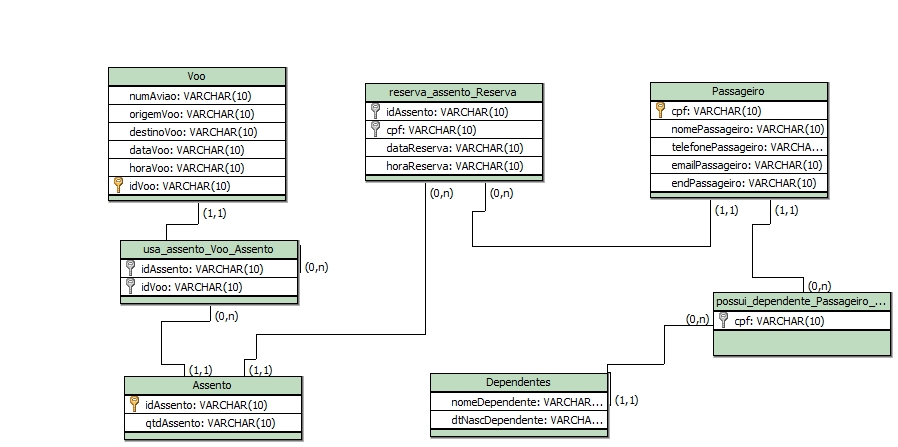 Voo
numAviao: VARCHAR(10)
origemVoo: VARCHAR(10)
destinoVoo: VARCHAR(10)
dataVoo: VARCHAR(10)
horaVoo: VARCHAR(10)
idVoo: VARCHAR(10)
(1,1)
usa_assento_Voo_Assento
idAssento: VARCHAR(10)
idVoo: VARCHAR(10)
(0,n)
(0,n)
(1,1)
(1,1)
Assento
idAssento: VARCHAR(10)
qtdAssento: VARCHAR(10)
reserva_assento_Reserva
idAssento: VARCHAR(10)
cpf: VARCHAR(10)
dataReserva: VARCHAR(10)
horaReserva: VARCHAR(10)
(0,n)
(0,n)
Passageiro
cpf: VARCHAR(10)
nomePassageiro: VARCHAR(10)
telefonePassageiro: VARCHA...
emailPassageiro: VARCHAR(10)
endPassageiro: VARCHAR(10)
(1,1)
(1,1)
(0,n)
possui_dependente_Passageiro_...
cpf: VARCHAR(10)
(0,n)
Dependentes
nomeDependente: VARCHAR...
dtNascDependente: VARCHA...
(1,1)